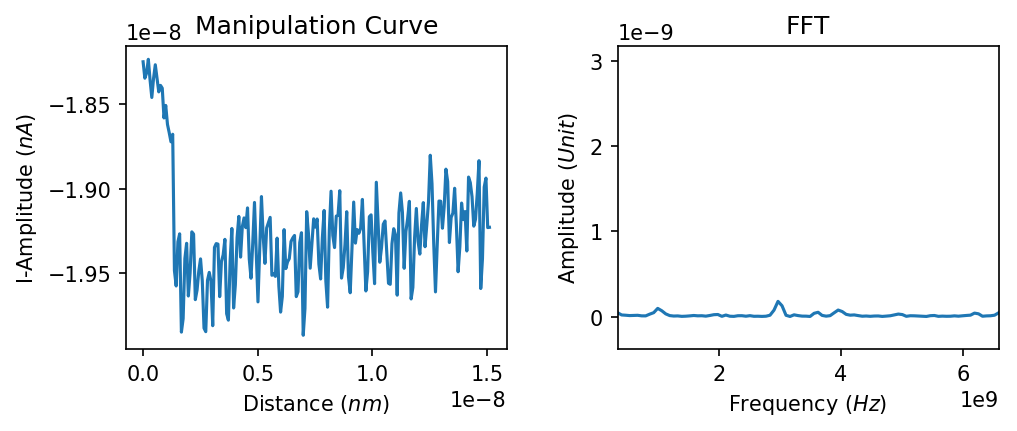 Manipulation Curve
1e−8
I-Amplitude (nA)
−1.85
−1.90
−1.95
0.0 0.5 1.0 1.5
1e−8
Distance (nm)
FFT
1e−9
Amplitude (Unit)
3
2
1
0
2 4 6
1e9
Frequency (Hz)